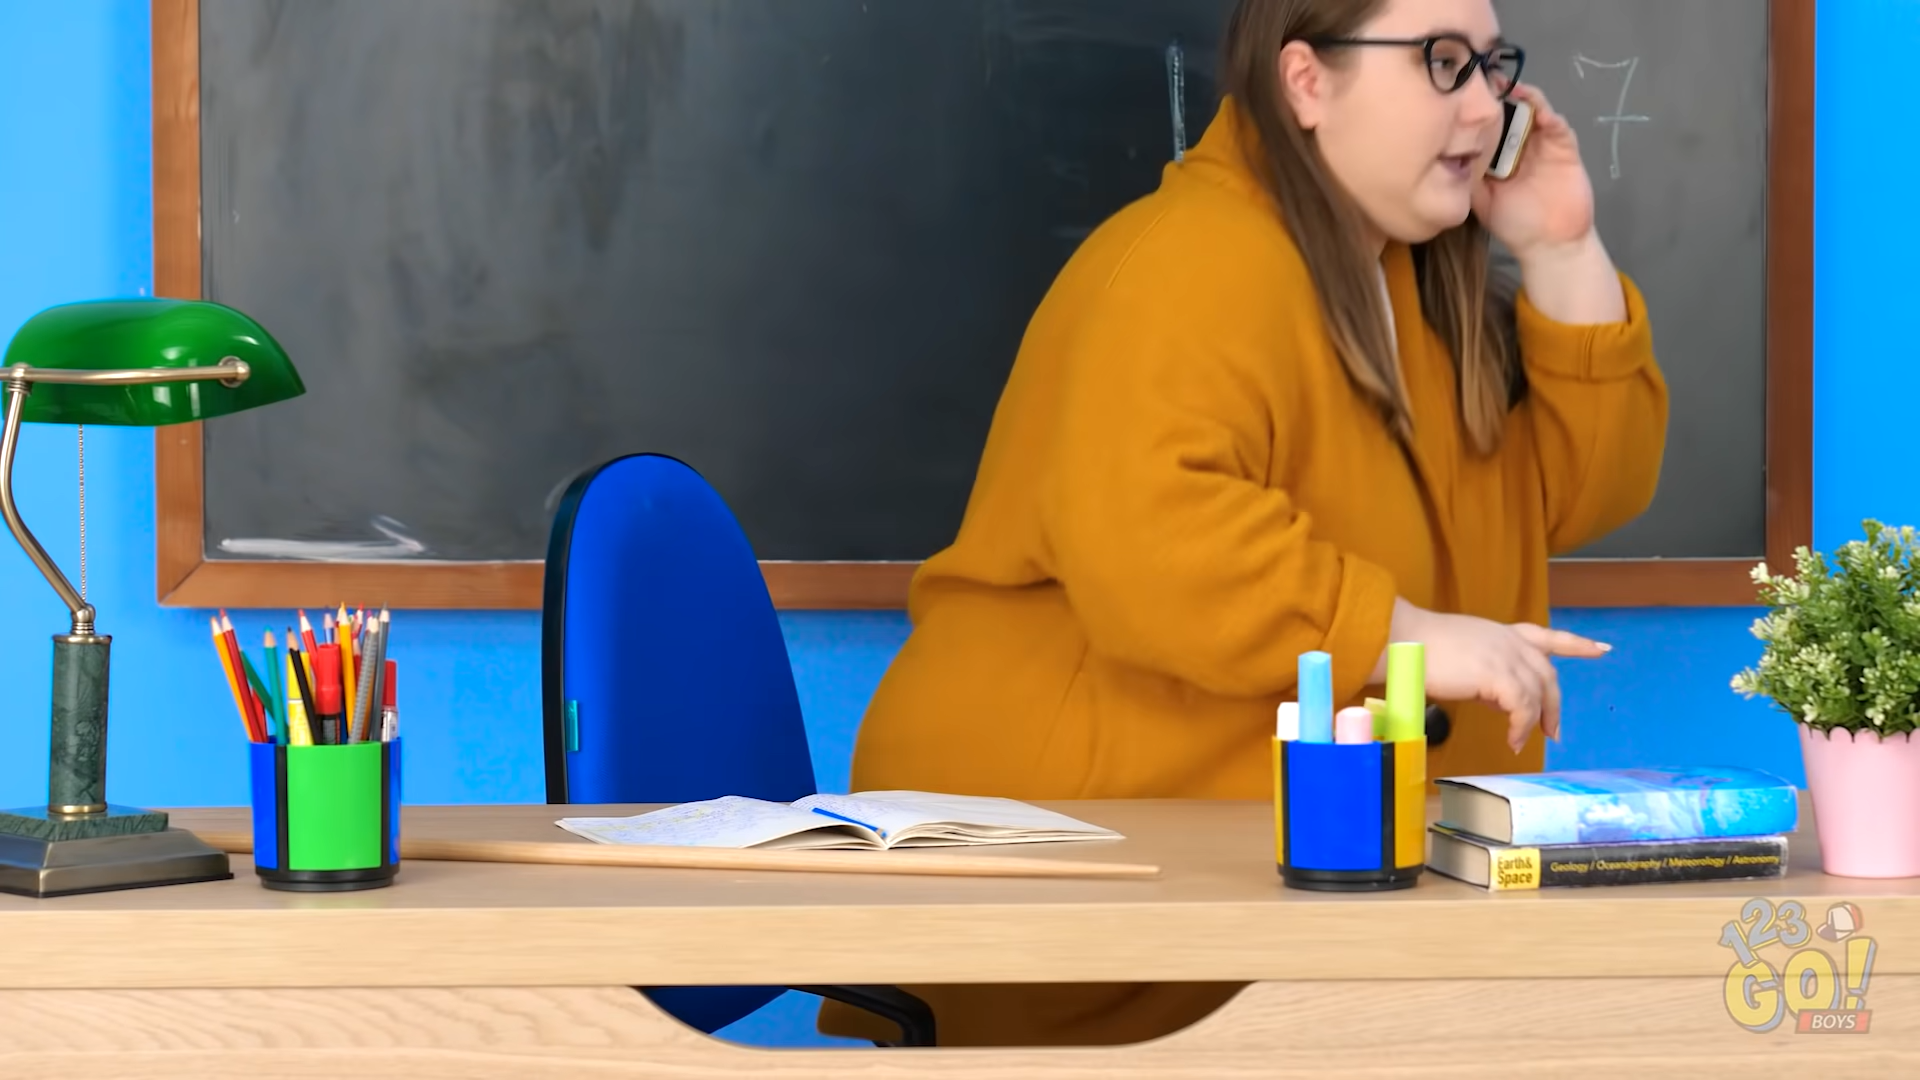 7
Earth&
Space
Geology / Oceanography / Meteorology / Astronomy
123
GO!
BOYS